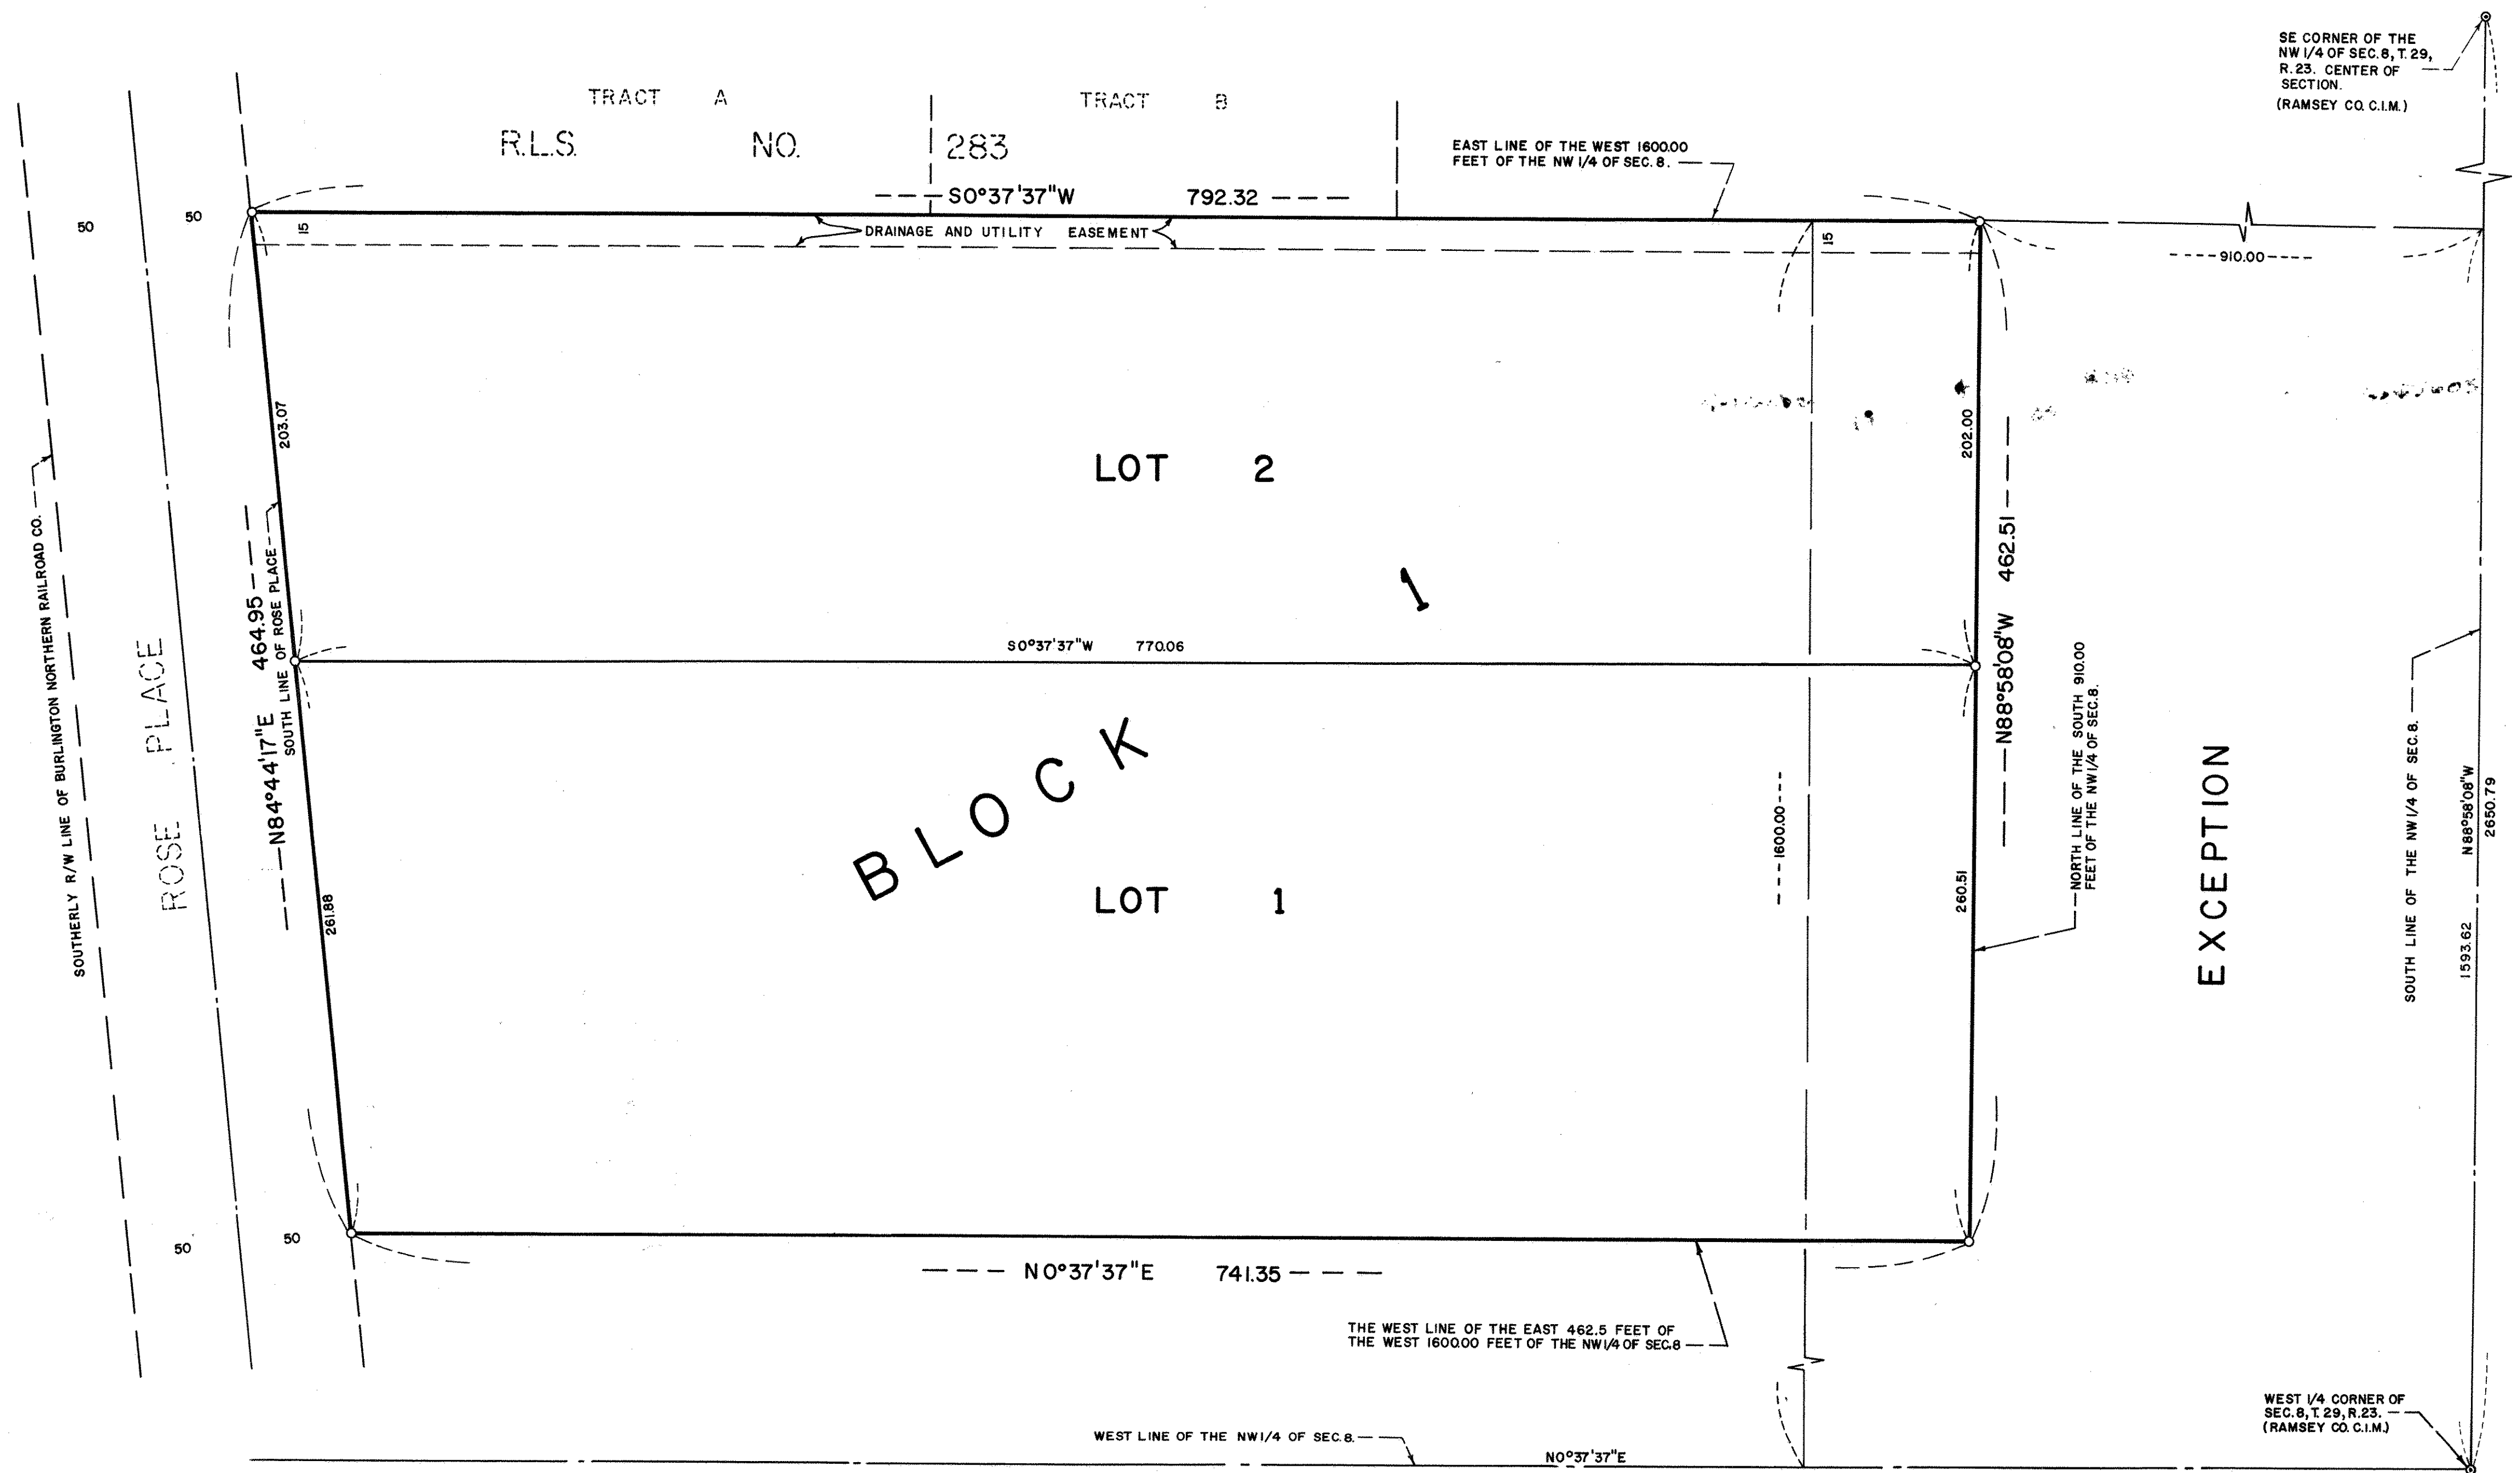 SE CORNER OF THE
NW 1/4 OF SEC. 8, T. 29,
R. 23. CENTER OF
SECTION.
(RAMSEY CO. C.I.M.)
TRACT A
TRACT B
R.L.S. NO. 283
EAST LINE OF THE WEST 1600.00
FEET OF THE NW 1/4 OF SEC. 8.
S0°37'37"W 792.32
50
50
15
DRAINAGE AND UTILITY EASEMENT
15
910.00
203.07
202.00
LOT 2
SOUTHERLY R/W LINE OF BURLINGTON NORTHERN RAILROAD CO.
ROSE PLACE
N84°44'17"E 464.95
SOUTH LINE OF ROSE PLACE
S0°37'37"W 770.06
N88°58'08"W 462.51
NORTH LINE OF THE SOUTH 910.00
FEET OF THE NW 1/4 OF SEC. 8.
BLOCK 1
1600.00
EXCEPTION
SOUTH LINE OF THE NW 1/4 OF SEC. 8.
1593.62 N88°58'08"W
2650.79
261.88
LOT 1
260.51
50
50
N0°37'37"E 741.35
THE WEST LINE OF THE EAST 462.5 FEET OF
THE WEST 1600.00 FEET OF THE NW 1/4 OF SEC. 8
WEST 1/4 CORNER OF
SEC. 8, T. 29, R. 23.
(RAMSEY CO. C.I.M.)
WEST LINE OF THE NW 1/4 OF SEC. 8.
N0°37'37"E